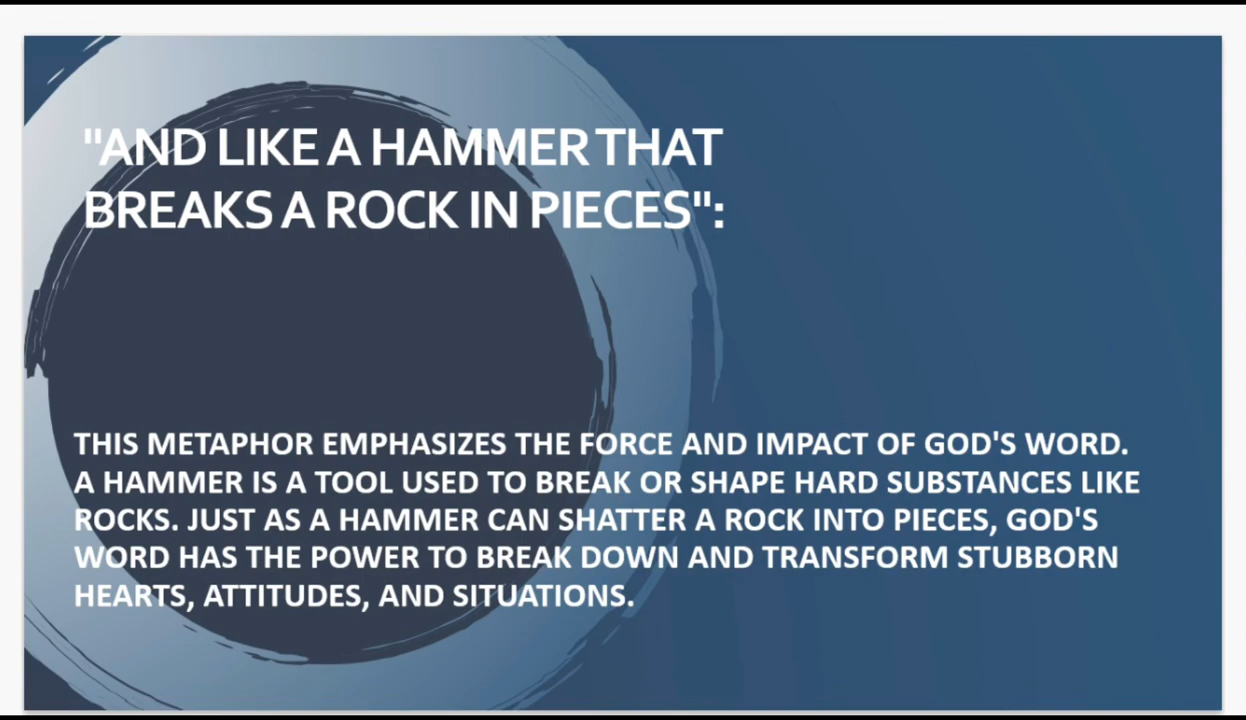 "AND LIKE A HAMMER THAT
BREAKS A ROCK IN PIECES":
THIS METAPHOR EMPHASIZES THE FORCE AND IMPACT OF GOD'S WORD.
A HAMMER IS A TOOL USED TO BREAK OR SHAPE HARD SUBSTANCES LIKE
ROCKS. JUST AS A HAMMER CAN SHATTER A ROCK INTO PIECES, GOD'S
WORD HAS THE POWER TO BREAK DOWN AND TRANSFORM STUBBORN
HEARTS, ATTITUDES, AND SITUATIONS.